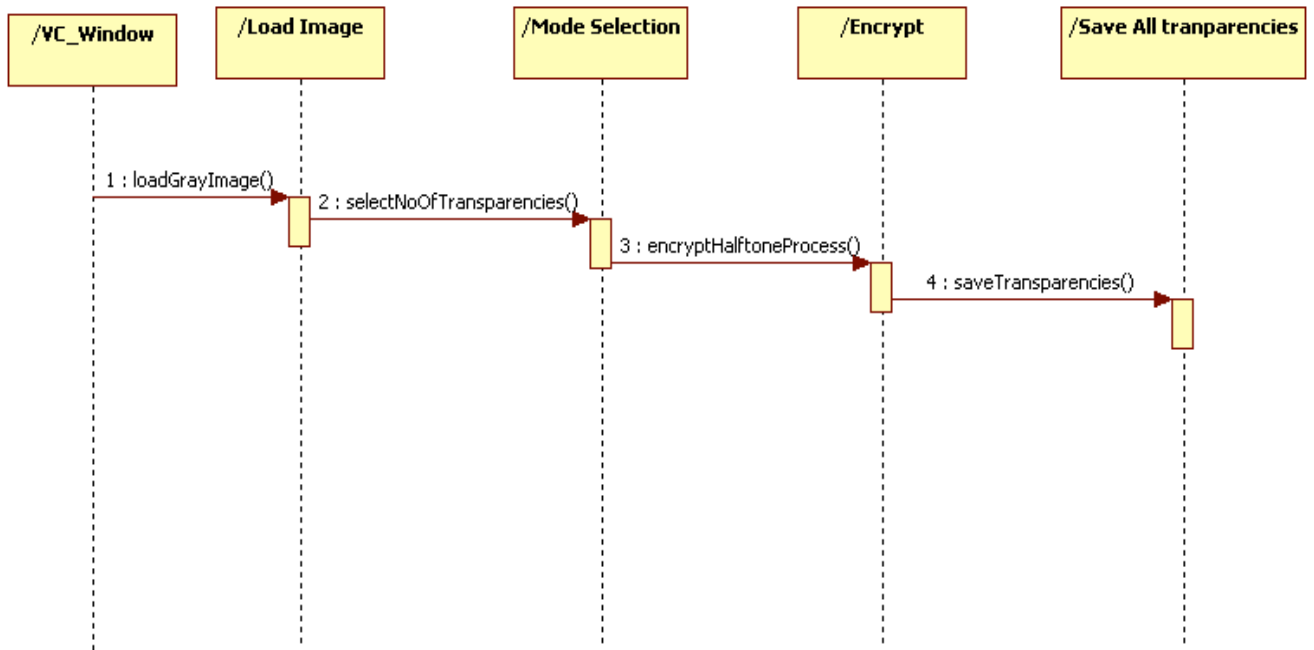 /VC_Window
/Load Image
/Mode Selection
/Encrypt
/Save All tranparencies
1 : loadGrayImage()
2 : selectNoOfTransparencies()
3 : encryptHalftoneProcess()
4 : saveTransparencies()